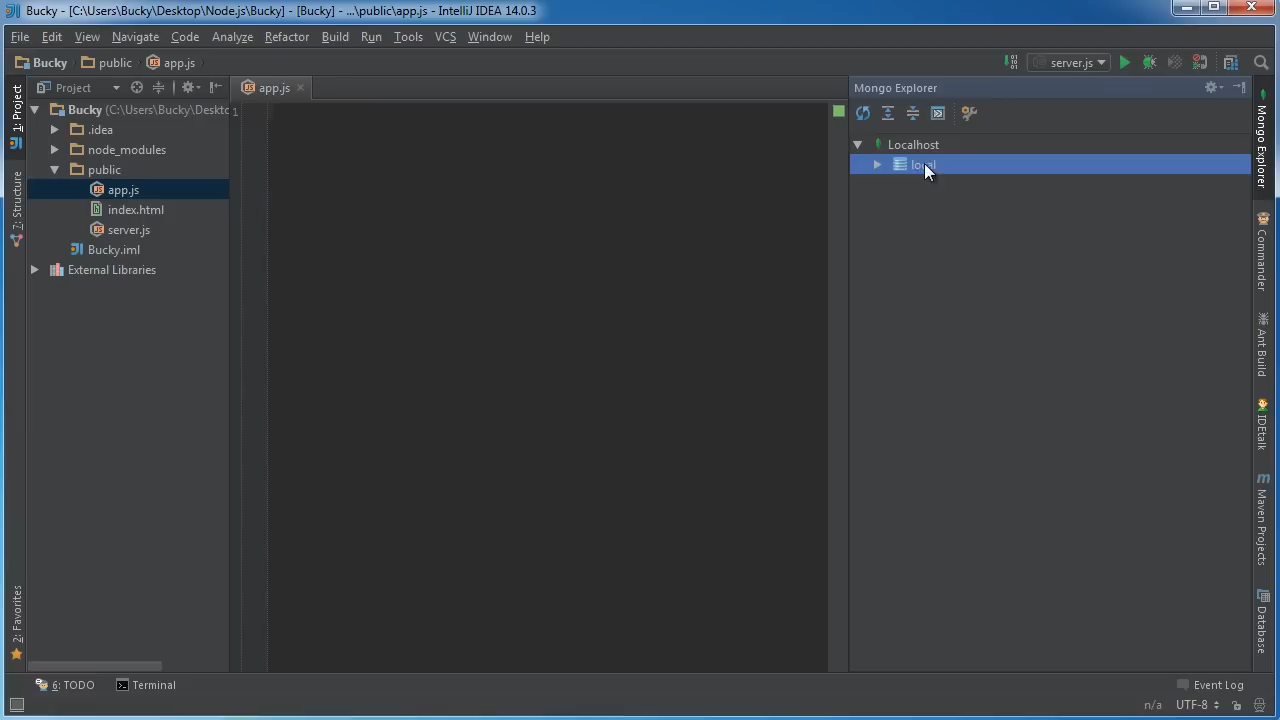 Bucky - [C:\Users\Bucky\Desktop\Node.js\Bucky] - [Bucky] - ...\public\app.js - IntelliJ IDEA 14.0.3
File Edit View Navigate Code Analyze Refactor Build Run Tools VCS Window Help
Bucky public app.js server.js
1: Project
7: Structure
2: Favorites
Project
Bucky (C:\Users\Bucky\Deskto
.idea
node_modules
public
app.js
index.html
server.js
Bucky.iml
External Libraries
app.js
1
Mongo Explorer
Localhost
local
Mongo Explorer
Commander
Ant Build
IDEtalk
Maven Projects
Database
6: TODO Terminal Event Log
n/a UTF-8